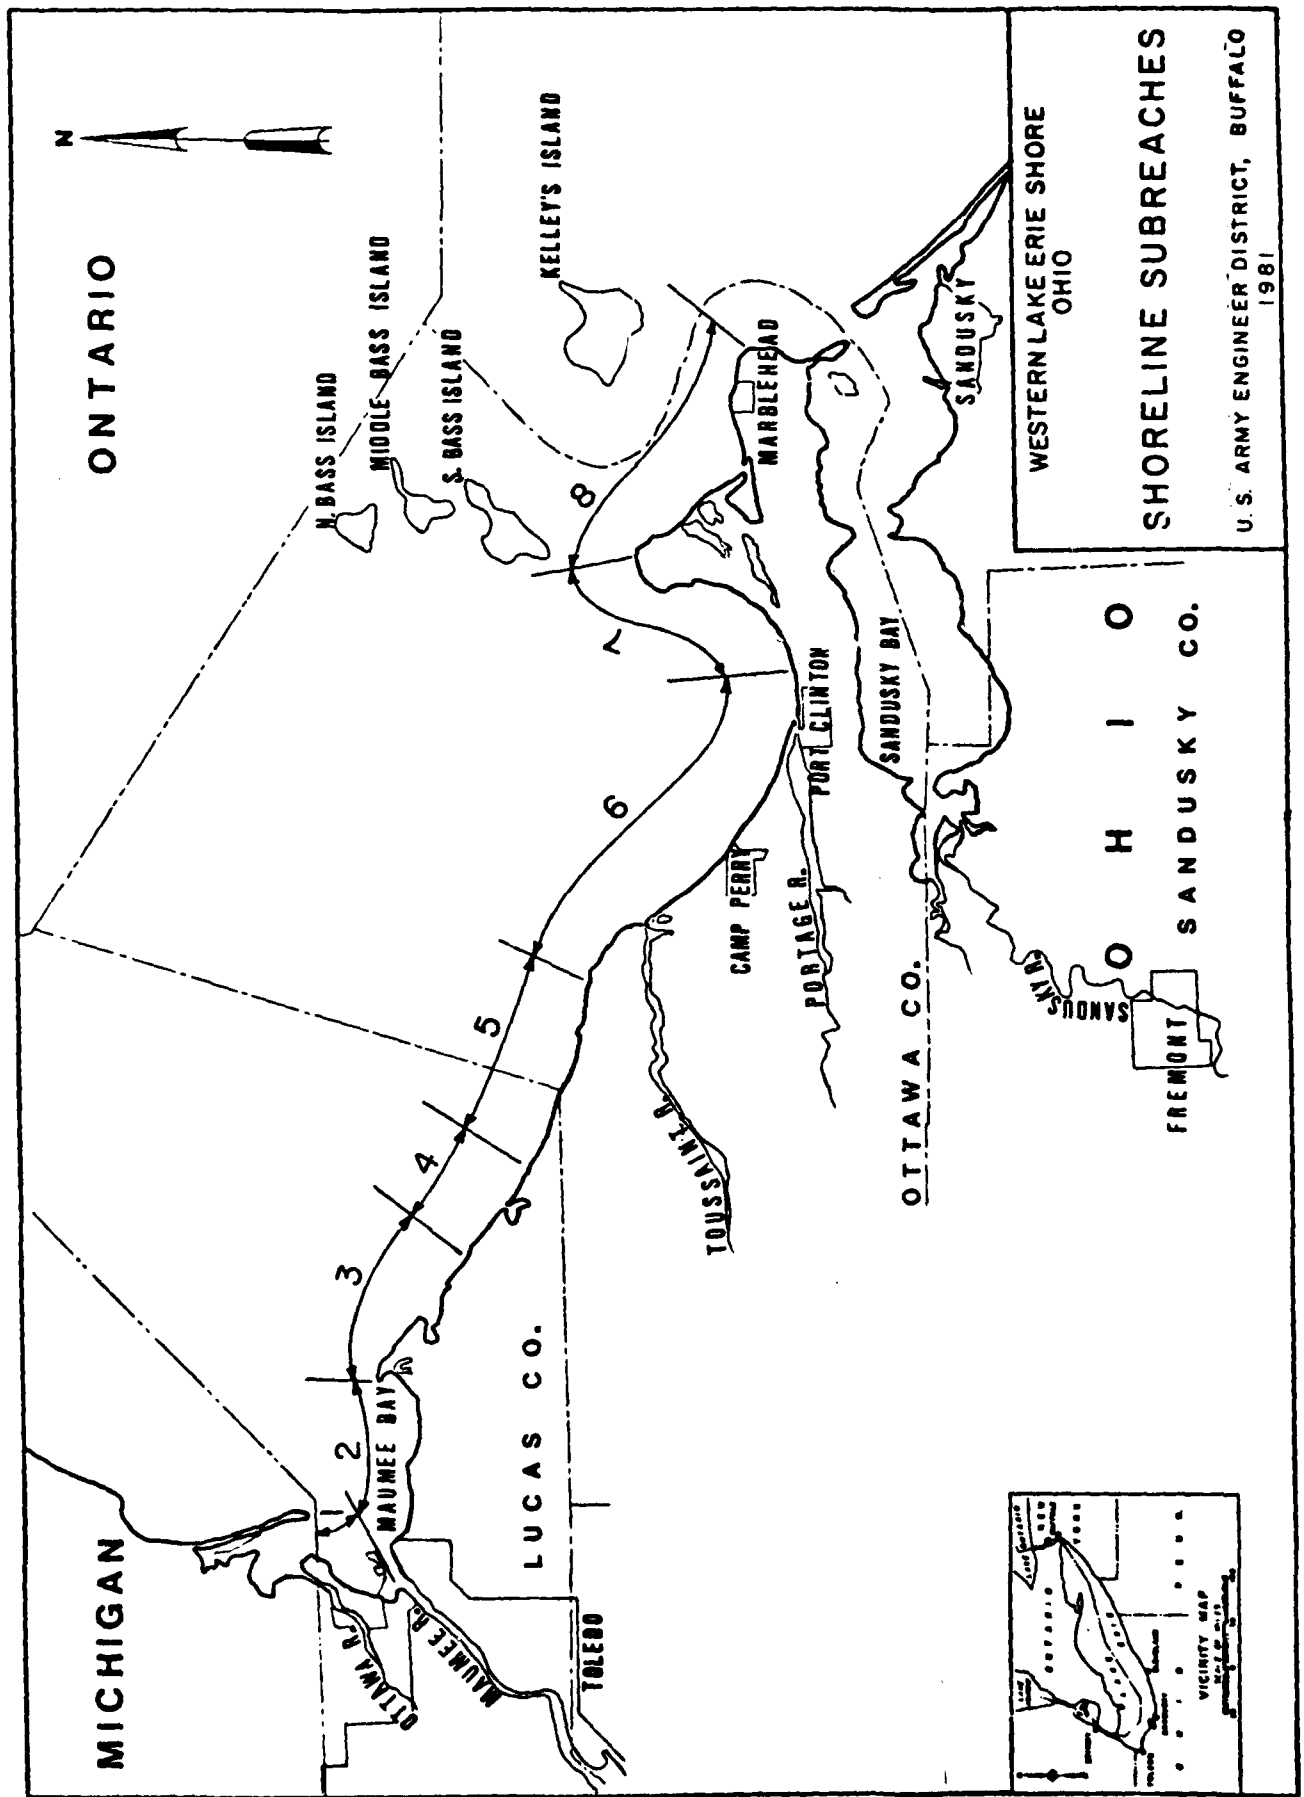 N
MICHIGAN
ONTARIO
N. BASS ISLAND
MIDDLE BASS ISLAND
S. BASS ISLAND
KELLEY'S ISLAND
OTTAWA R.
MAUMEE R.
MAUMEE BAY
TOLEDO
LUCAS CO.
1
2
3
4
5
6
7
8
TOUSSAINT R.
CAMP PERRY
PORTAGE R.
PORT CLINTON
MARBLEHEAD
SANDUSKY BAY
SANDUSKY
OTTAWA CO.
SANDUSKY R.
FREMONT
OHIO
SANDUSKY CO.
VICINITY MAP
WESTERN LAKE ERIE SHORE
OHIO
SHORELINE SUBREACHES
U.S. ARMY ENGINEER DISTRICT, BUFFALO
1981